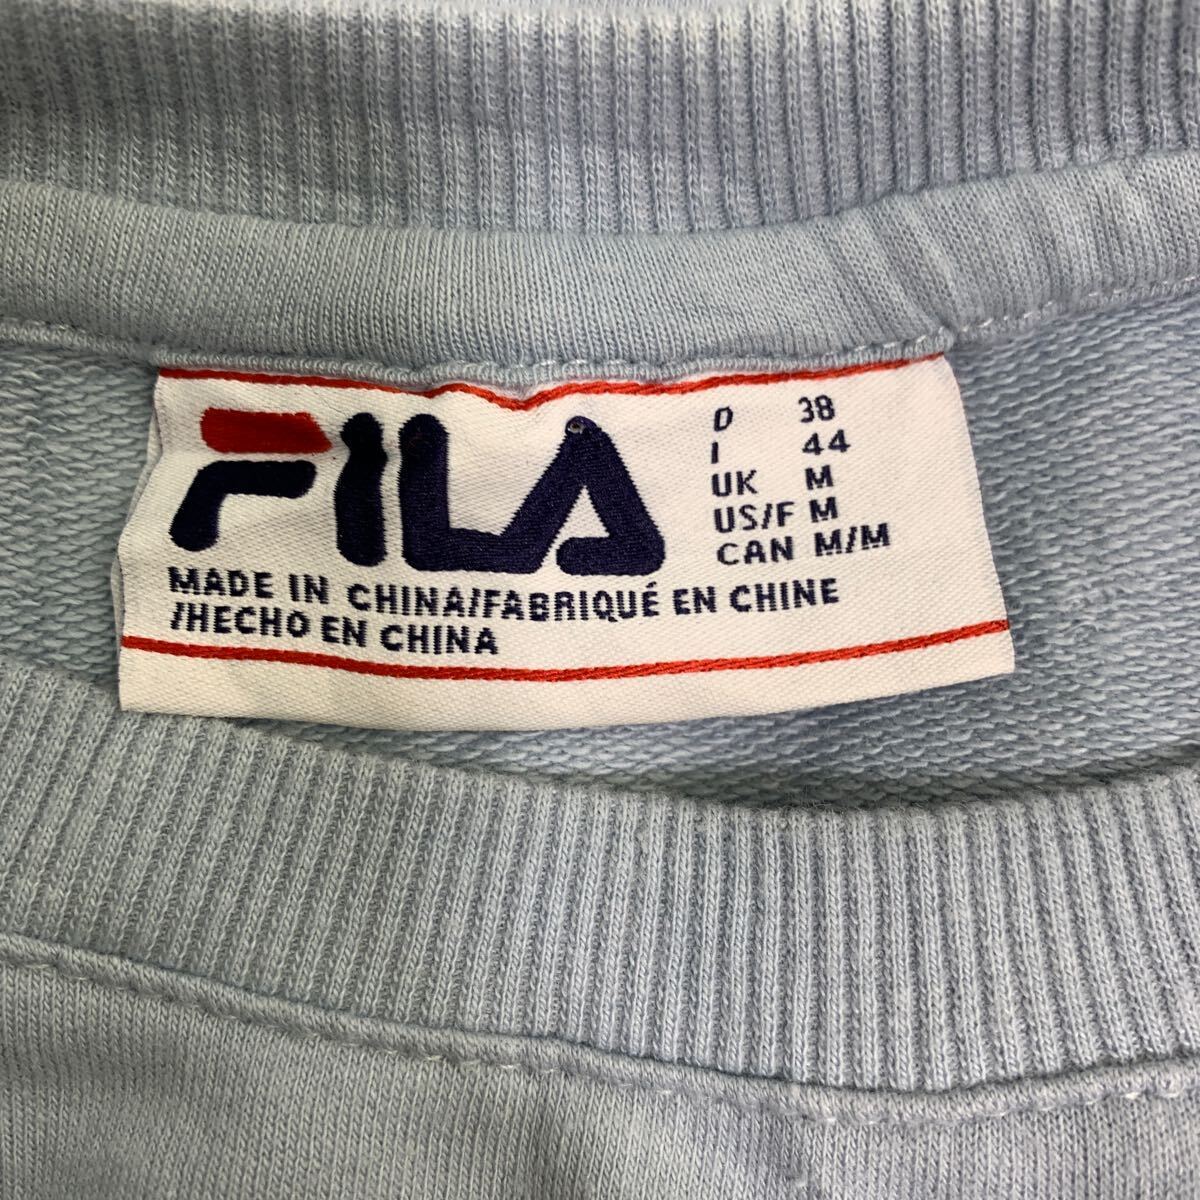 FILA
D 38
I 44
UK M
US/F M
CAN M/M
MADE IN CHINA/FABRIQUÉ EN CHINE
/HECHO EN CHINA